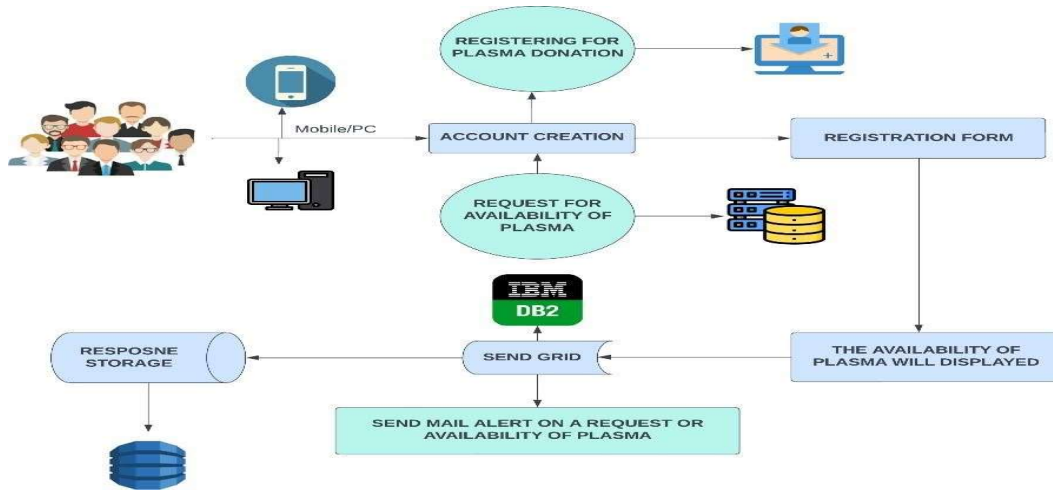 REGISTERING FOR
PLASMA DONATION
Mobile/PC
ACCOUNT CREATION
REGISTRATION FORM
REQUEST FOR
AVAILABILITY OF
PLASMA
IBM
DB2
RESPOSNE
STORAGE
SEND GRID
THE AVAILABILITY OF
PLASMA WILL DISPLAYED
SEND MAIL ALERT ON A REQUEST OR
AVAILABILITY OF PLASMA